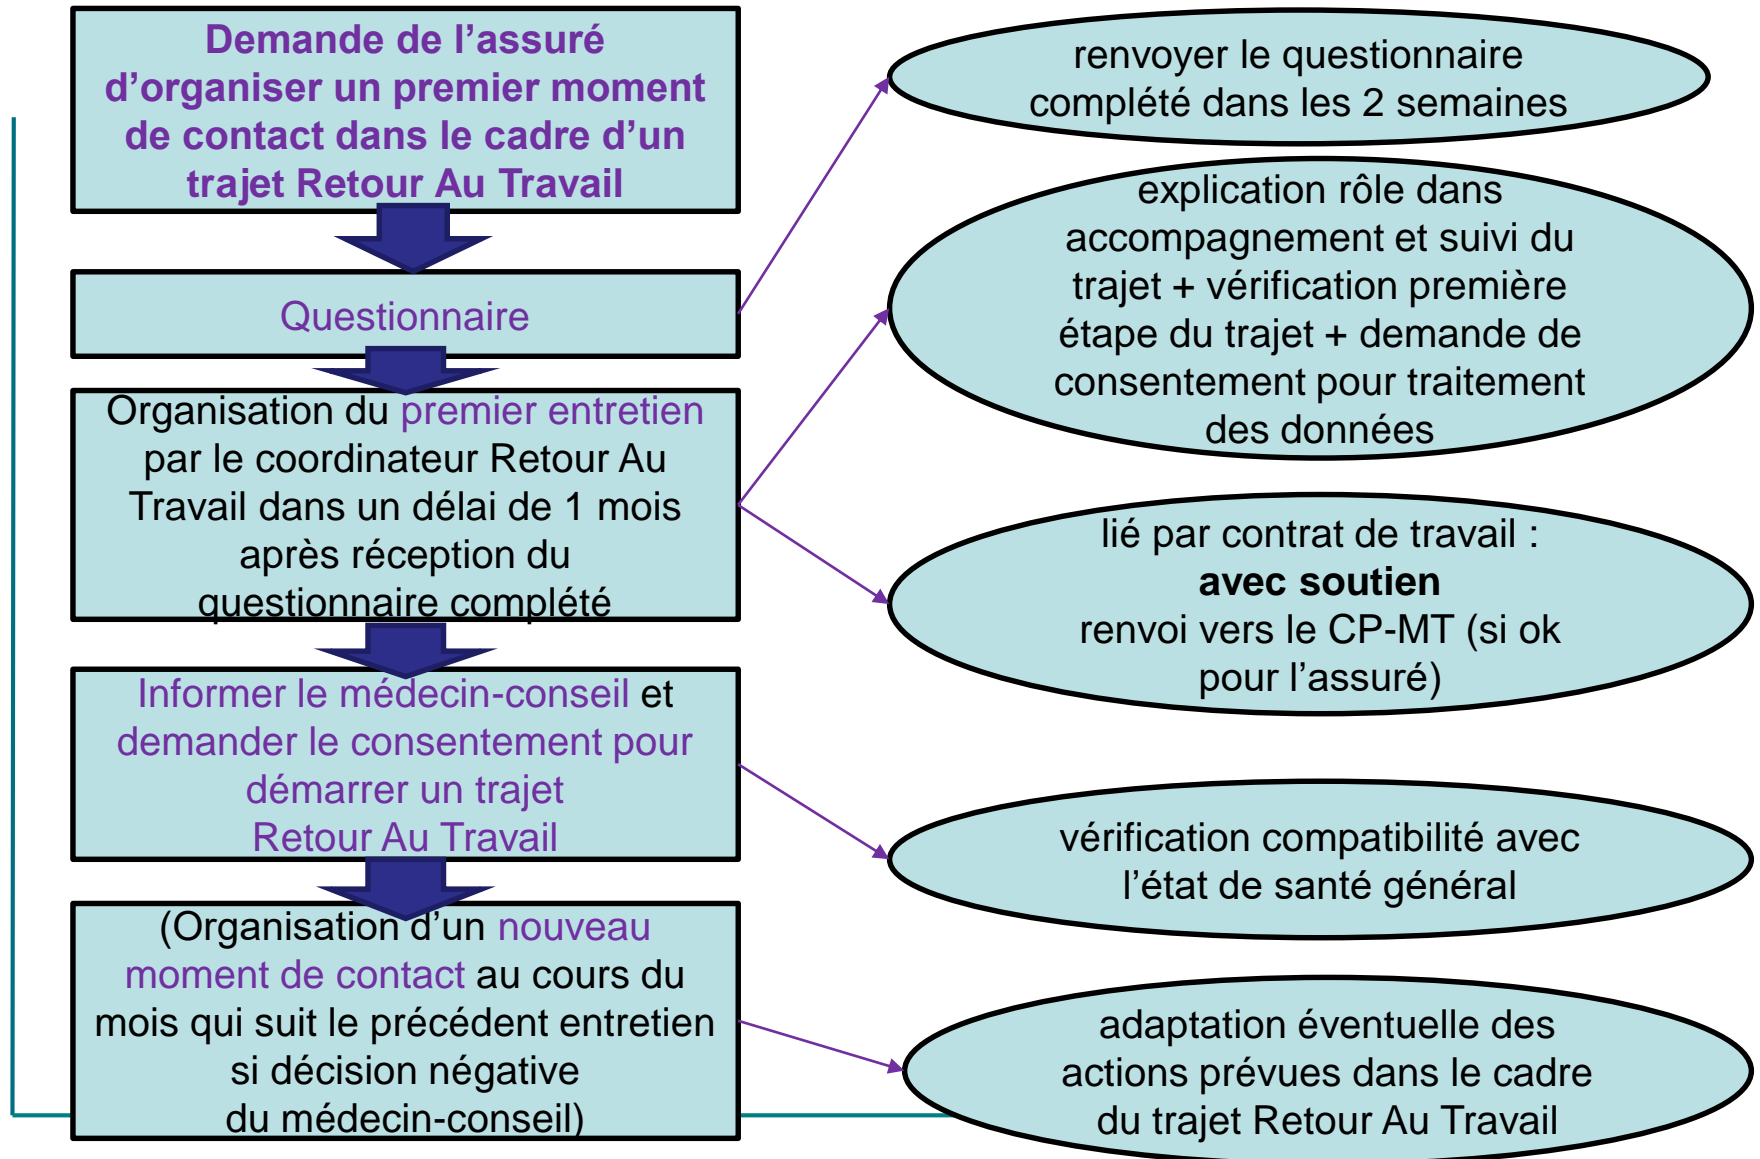 Demande de l’assuré
d’organiser un premier moment
de contact dans le cadre d’un
trajet Retour Au Travail
Questionnaire
Organisation du premier entretien
par le coordinateur Retour Au
Travail dans un délai de 1 mois
après réception du
questionnaire complété
Informer le médecin-conseil et
demander le consentement pour
démarrer un trajet
Retour Au Travail
(Organisation d’un nouveau
moment de contact au cours du
mois qui suit le précédent entretien
si décision négative
du médecin-conseil)
renvoyer le questionnaire
complété dans les 2 semaines
explication rôle dans
accompagnement et suivi du
trajet + vérification première
étape du trajet + demande de
consentement pour traitement
des données
lié par contrat de travail :
avec soutien
renvoi vers le CP-MT (si ok
pour l’assuré)
vérification compatibilité avec
l’état de santé général
adaptation éventuelle des
actions prévues dans le cadre
du trajet Retour Au Travail